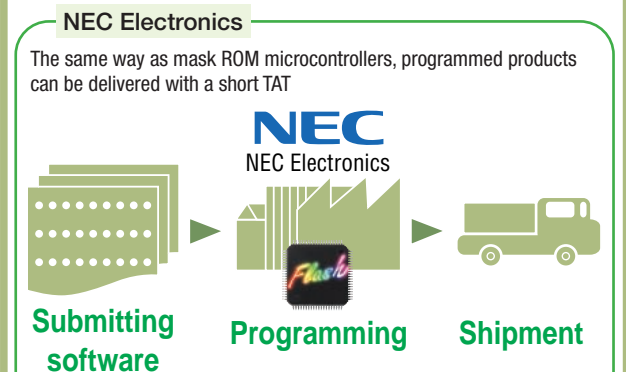 NEC Electronics
The same way as mask ROM microcontrollers, programmed products
can be delivered with a short TAT
NEC
NEC Electronics
Flash
Submitting
software
Programming
Shipment